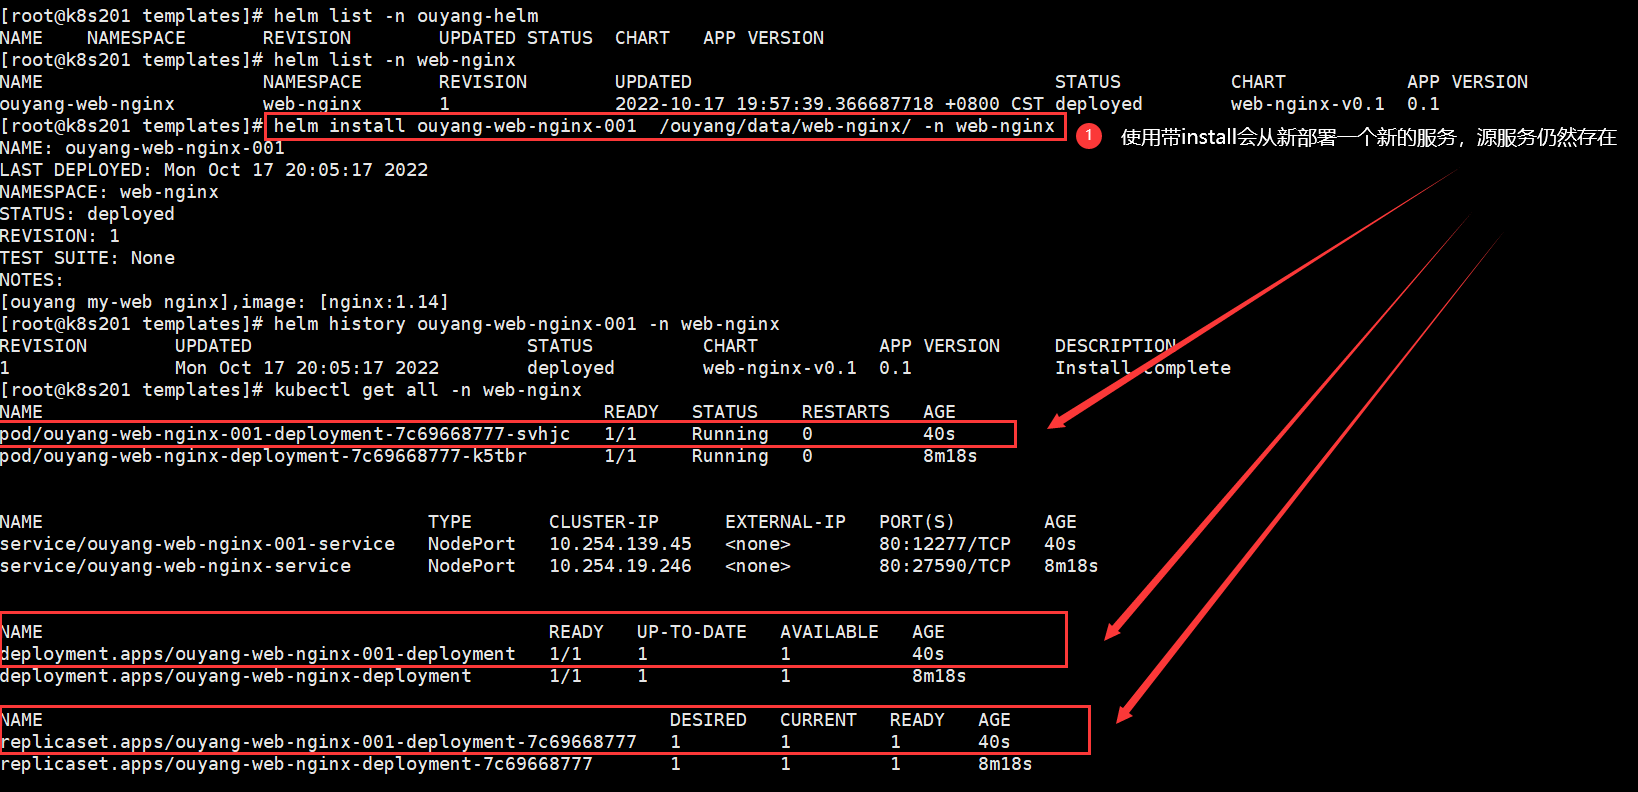 [root@k8s201 templates]# helm list -n ouyang-helm
NAME NAMESPACE REVISION UPDATED STATUS CHART APP VERSION
[root@k8s201 templates]# helm list -n web-nginx
NAME NAMESPACE REVISION UPDATED STATUS CHART APP VERSION
ouyang-web-nginx web-nginx 1 2022-10-17 19:57:39.366687718 +0800 CST deployed web-nginx-v0.1 0.1
[root@k8s201 templates]# helm install ouyang-web-nginx-001 /ouyang/data/web-nginx/ -n web-nginx
1 使用带install会从新部署一个新的服务，源服务仍然存在
NAME: ouyang-web-nginx-001
LAST DEPLOYED: Mon Oct 17 20:05:17 2022
NAMESPACE: web-nginx
STATUS: deployed
REVISION: 1
TEST SUITE: None
NOTES:
[ouyang my-web nginx],image: [nginx:1.14]
[root@k8s201 templates]# helm history ouyang-web-nginx-001 -n web-nginx
REVISION UPDATED STATUS CHART APP VERSION DESCRIPTION
1 Mon Oct 17 20:05:17 2022 deployed web-nginx-v0.1 0.1 Install complete
[root@k8s201 templates]# kubectl get all -n web-nginx
NAME READY STATUS RESTARTS AGE
pod/ouyang-web-nginx-001-deployment-7c69668777-svhjc 1/1 Running 0 40s
pod/ouyang-web-nginx-deployment-7c69668777-k5tbr 1/1 Running 0 8m18s
NAME TYPE CLUSTER-IP EXTERNAL-IP PORT(S) AGE
service/ouyang-web-nginx-001-service NodePort 10.254.139.45 <none> 80:12277/TCP 40s
service/ouyang-web-nginx-service NodePort 10.254.19.246 <none> 80:27590/TCP 8m18s
NAME READY UP-TO-DATE AVAILABLE AGE
deployment.apps/ouyang-web-nginx-001-deployment 1/1 1 1 40s
deployment.apps/ouyang-web-nginx-deployment 1/1 1 1 8m18s
NAME DESIRED CURRENT READY AGE
replicaset.apps/ouyang-web-nginx-001-deployment-7c69668777 1 1 1 40s
replicaset.apps/ouyang-web-nginx-deployment-7c69668777 1 1 1 8m18s